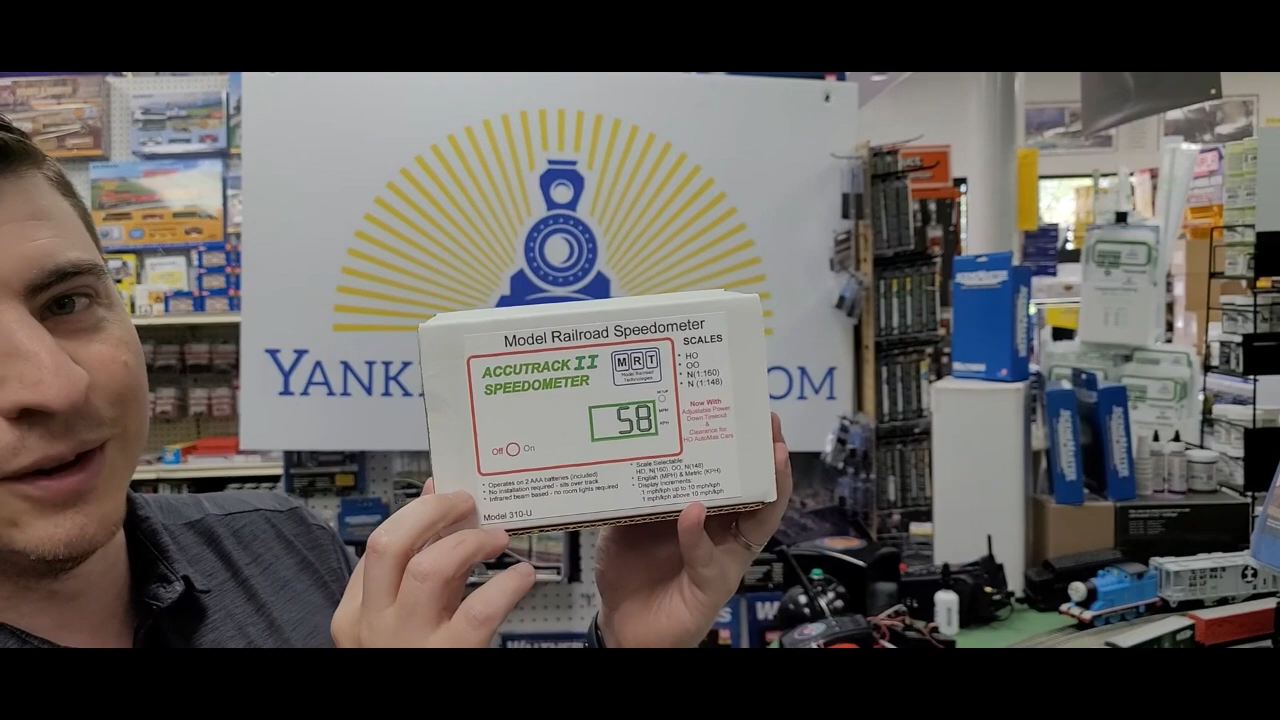 YANK
OM
Model Railroad Speedometer
ACCUTRACK II
SPEEDOMETER
MRT
Model Railroad
Technologies
SETUP
58
MPH
KPH
Off On
SCALES
* HO
* OO
* N(1:160)
* N (1:148)
Now With
Adjustable Power
Down Timeout
&
Clearance for
HO AutoMax Cars
* Operates on 2 AAA batteries (included)
* No installation required - sits over track
* Infrared beam based - no room lights required
* Scale Selectable:
HO, N(160), OO, N(148)
* English (MPH) & Metric (KPH)
* Display Increments:
.1 mph/kph up to 10 mph/kph
1 mph/kph above 10 mph/kph
Model 310-U